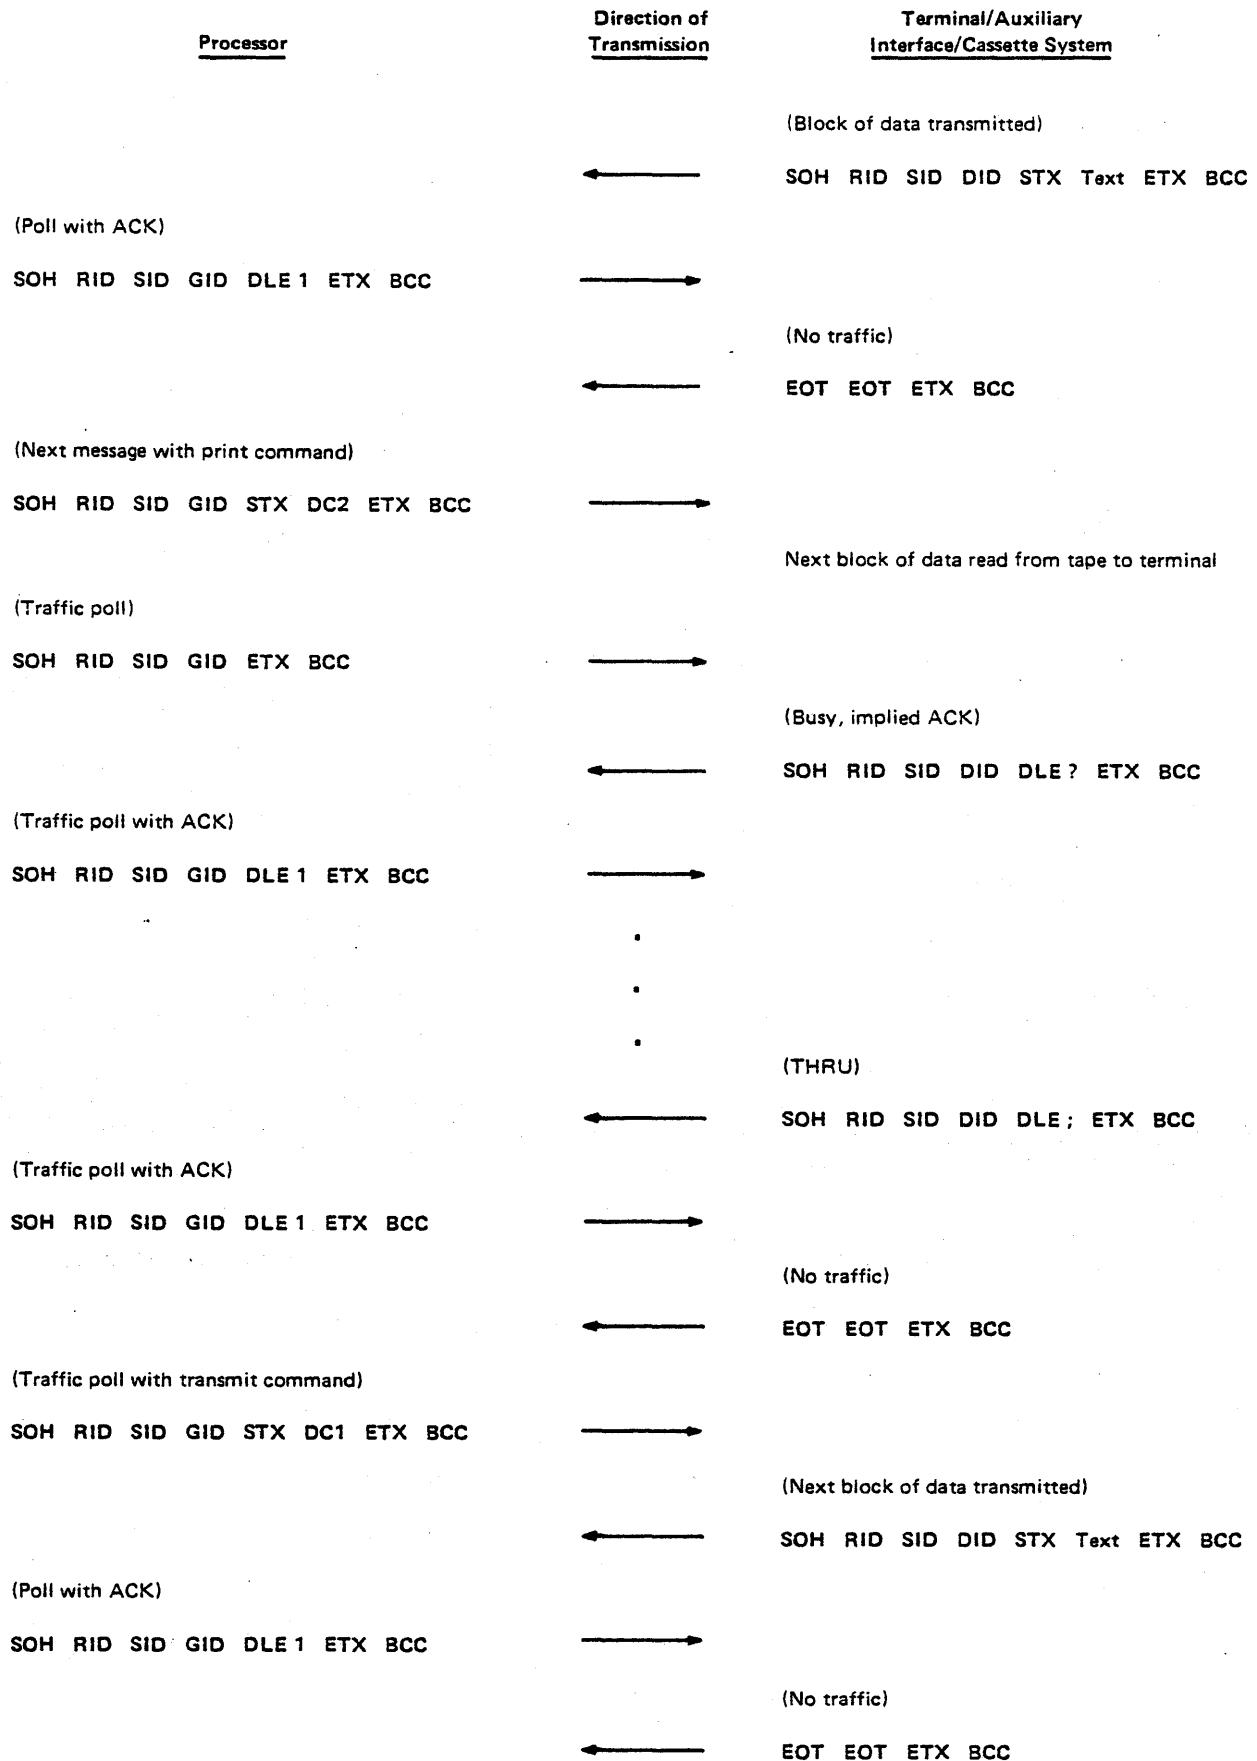 Processor
Direction of
Transmission
Terminal/Auxiliary
Interface/Cassette System
(Block of data transmitted)
SOH RID SID DID STX Text ETX BCC
(Poll with ACK)
SOH RID SID GID DLE 1 ETX BCC
(No traffic)
EOT EOT ETX BCC
(Next message with print command)
SOH RID SID GID STX DC2 ETX BCC
Next block of data read from tape to terminal
(Traffic poll)
SOH RID SID GID ETX BCC
(Busy, implied ACK)
SOH RID SID DID DLE ? ETX BCC
(Traffic poll with ACK)
SOH RID SID GID DLE 1 ETX BCC
.
.
.
(THRU)
SOH RID SID DID DLE ; ETX BCC
(Traffic poll with ACK)
SOH RID SID GID DLE 1 ETX BCC
(No traffic)
EOT EOT ETX BCC
(Traffic poll with transmit command)
SOH RID SID GID STX DC1 ETX BCC
(Next block of data transmitted)
SOH RID SID DID STX Text ETX BCC
(Poll with ACK)
SOH RID SID GID DLE 1 ETX BCC
(No traffic)
EOT EOT ETX BCC